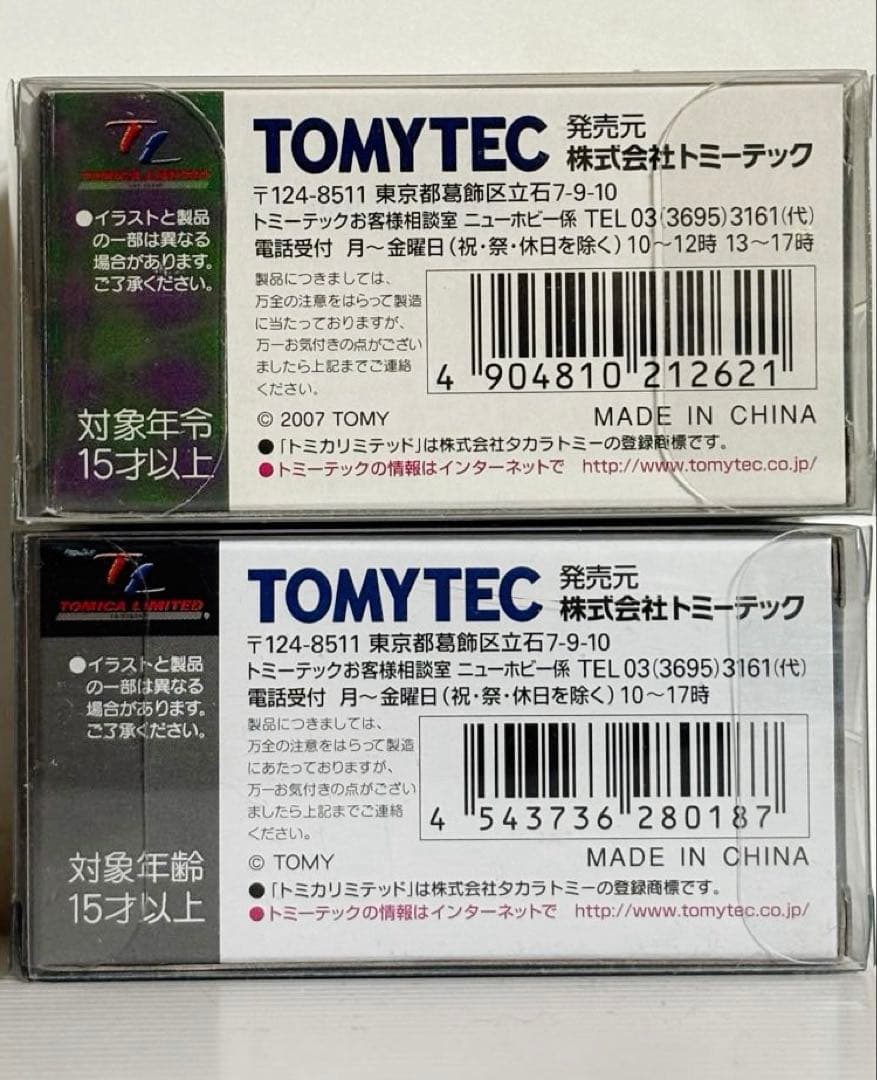 TL
TOMICA LIMITED
●イラストと製品
の一部は異なる
場合があります。
ご了承ください。
対象年令
15才以上
TOMYTEC 発売元
株式会社トミーテック
〒124-8511 東京都葛飾区立石7-9-10
トミーテックお客様相談室 ニューホビー係 TEL 03(3695)3161(代)
電話受付 月～金曜日(祝・祭・休日を除く)10～12時 13～17時
製品につきましては、
万全の注意をはらって製造
に当たっておりますが、
万一お気付きの点がござい
ましたら上記までご連絡
ください。
4 904810 212621
© 2007 TOMY MADE IN CHINA
●「トミカリミテッド」は株式会社タカラトミーの登録商標です。
●トミーテックの情報はインターネットで http://www.tomytec.co.jp/
TL
TOMICA LIMITED
●イラストと製品
の一部は異なる
場合があります。
ご了承ください。
対象年齢
15才以上
TOMYTEC 発売元
株式会社トミーテック
〒124-8511 東京都葛飾区立石7-9-10
トミーテックお客様相談室 ニューホビー係 TEL 03(3695)3161(代)
電話受付 月～金曜日(祝・祭・休日を除く)10～17時
製品につきましては、
万全の注意をはらって製造
にあたっておりますが、
万一お気付きの点がござい
ましたら上記までご連絡
ください。
4 543736 280187
© TOMY MADE IN CHINA
●「トミカリミテッド」は株式会社タカラトミーの登録商標です。
●トミーテックの情報はインターネットで http://www.tomytec.co.jp/